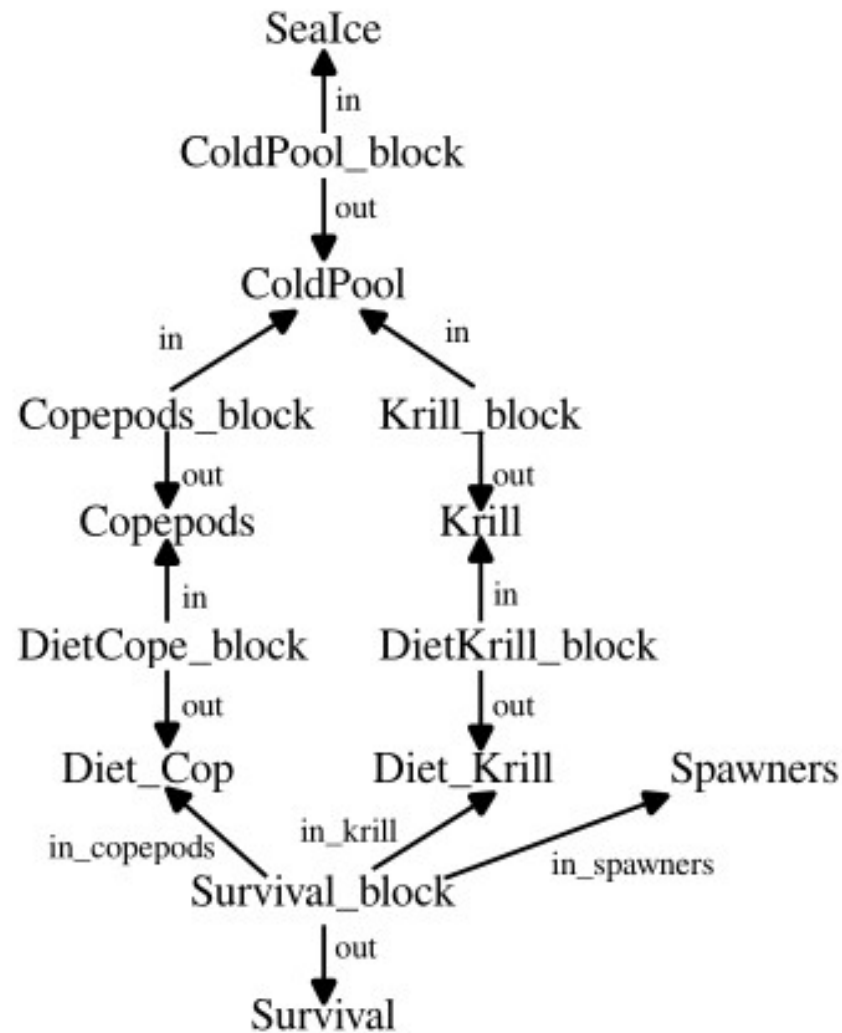 SeaIce
in
ColdPool_block
out
ColdPool
in in
Copepods_block Krill_block
out out
Copepods Krill
in in
DietCope_block DietKrill_block
out out
Diet_Cop Diet_Krill Spawners
in_copepods in_krill in_spawners
Survival_block
out
Survival